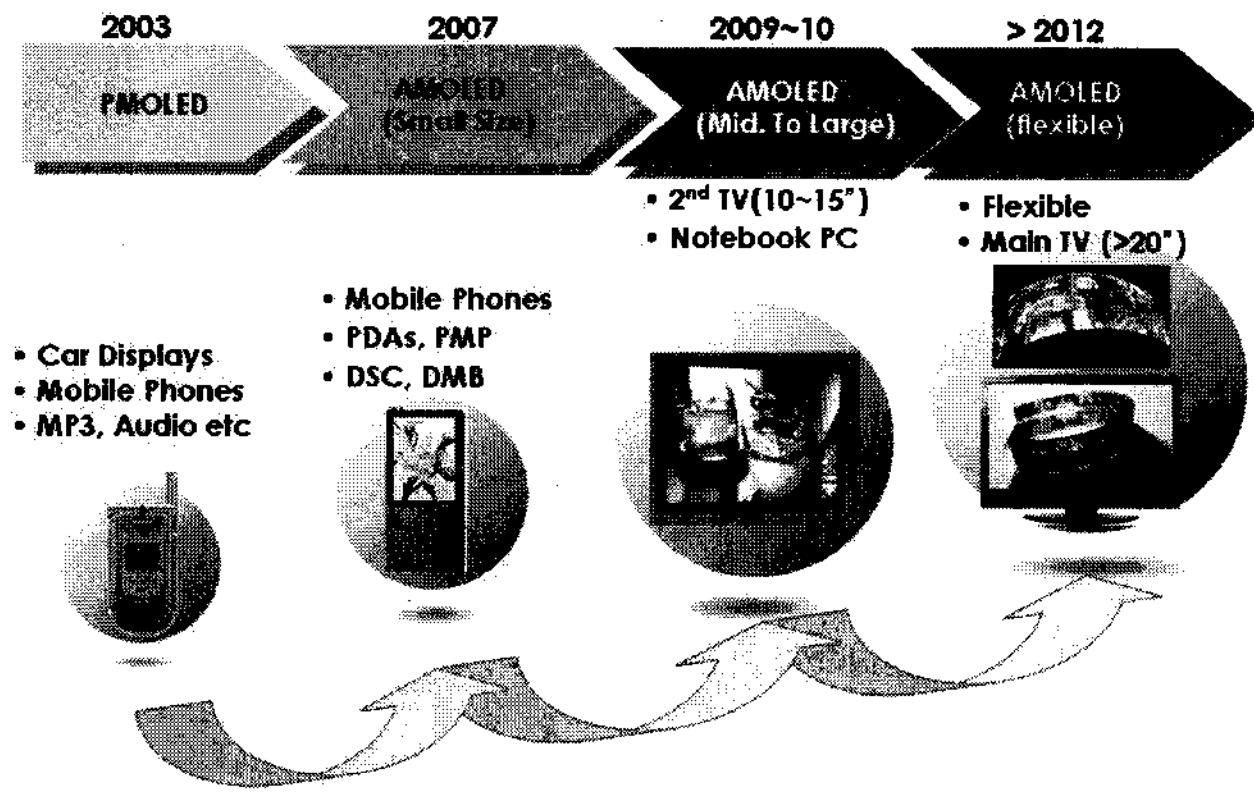 2003
PMOLED
• Car Displays
• Mobile Phones
• MP3, Audio etc
2007
AMOLED
(Small Size)
• Mobile Phones
• PDAs, PMP
• DSC, DMB
2009~10
AMOLED
(Mid. To Large)
• 2nd TV(10~15")
• Notebook PC
> 2012
AMOLED
(flexible)
• Flexible
• Main TV (>20")